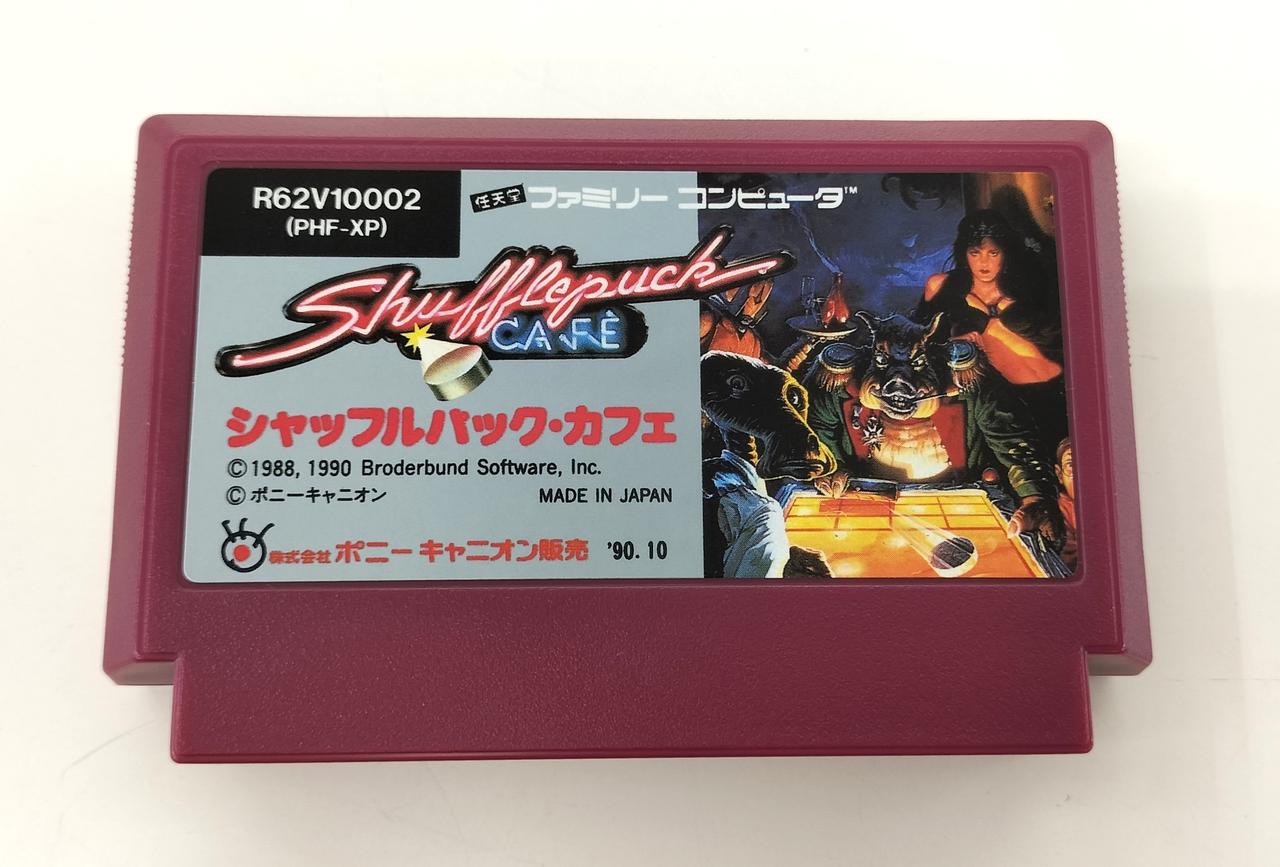 R62V10002
(PHF-XP)
任天堂 ファミリー コンピュータ™
Shufflepuck
CAFÉ
シャッフルパック・カフェ
©1988, 1990 Broderbund Software, Inc.
©ポニーキャニオン MADE IN JAPAN
株式会社 ポニーキャニオン販売 '90.10